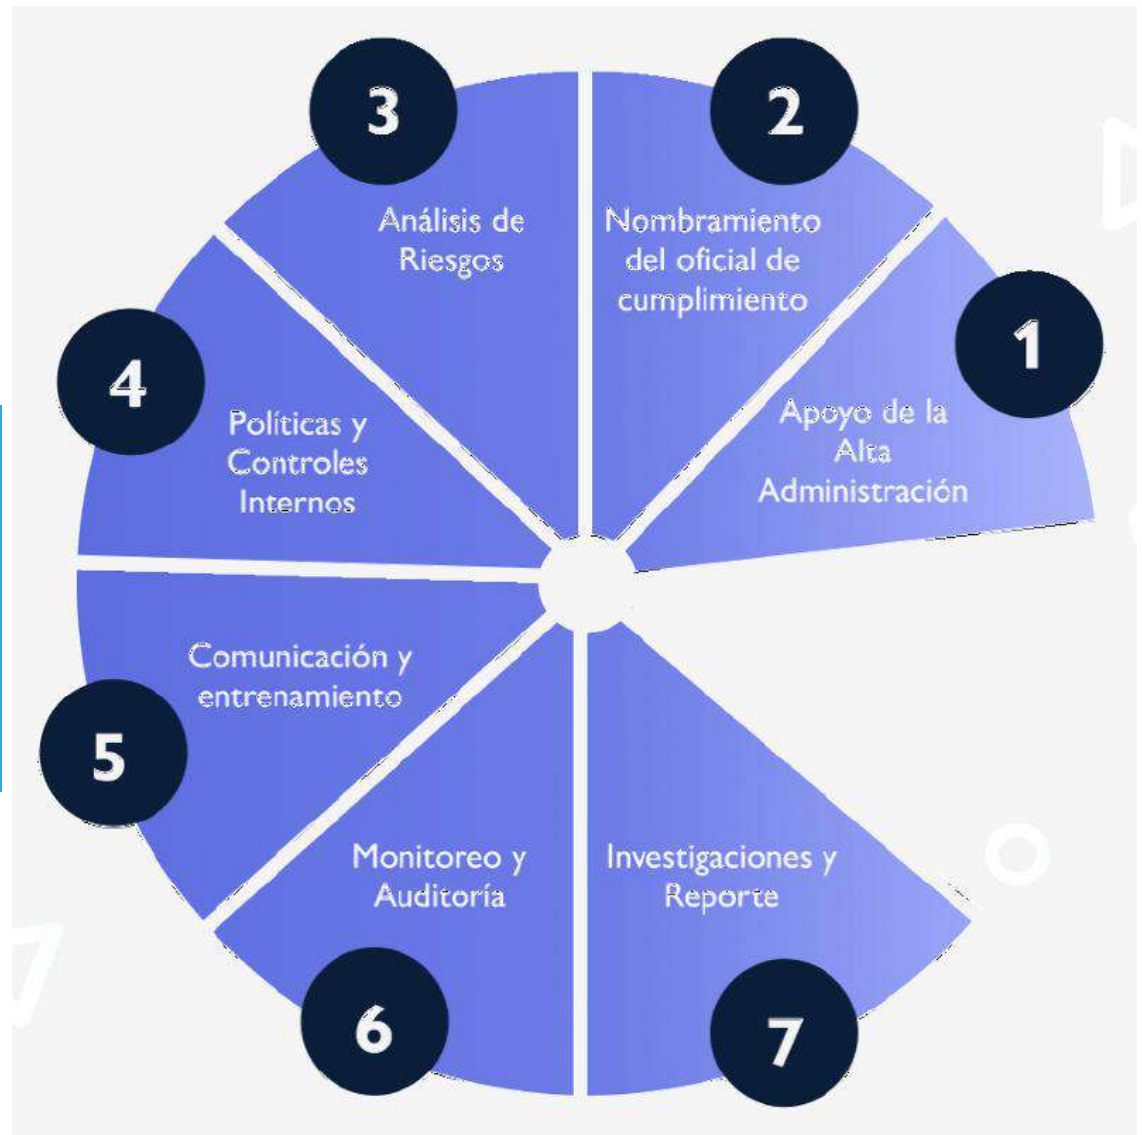 1
Apoyo de la
Alta
Administración
2
Nombramiento
del oficial de
cumplimiento
3
Análisis de
Riesgos
4
Políticas y
Controles
Internos
5
Comunicación y
entrenamiento
6
Monitoreo y
Auditoría
7
Investigaciones y
Reporte